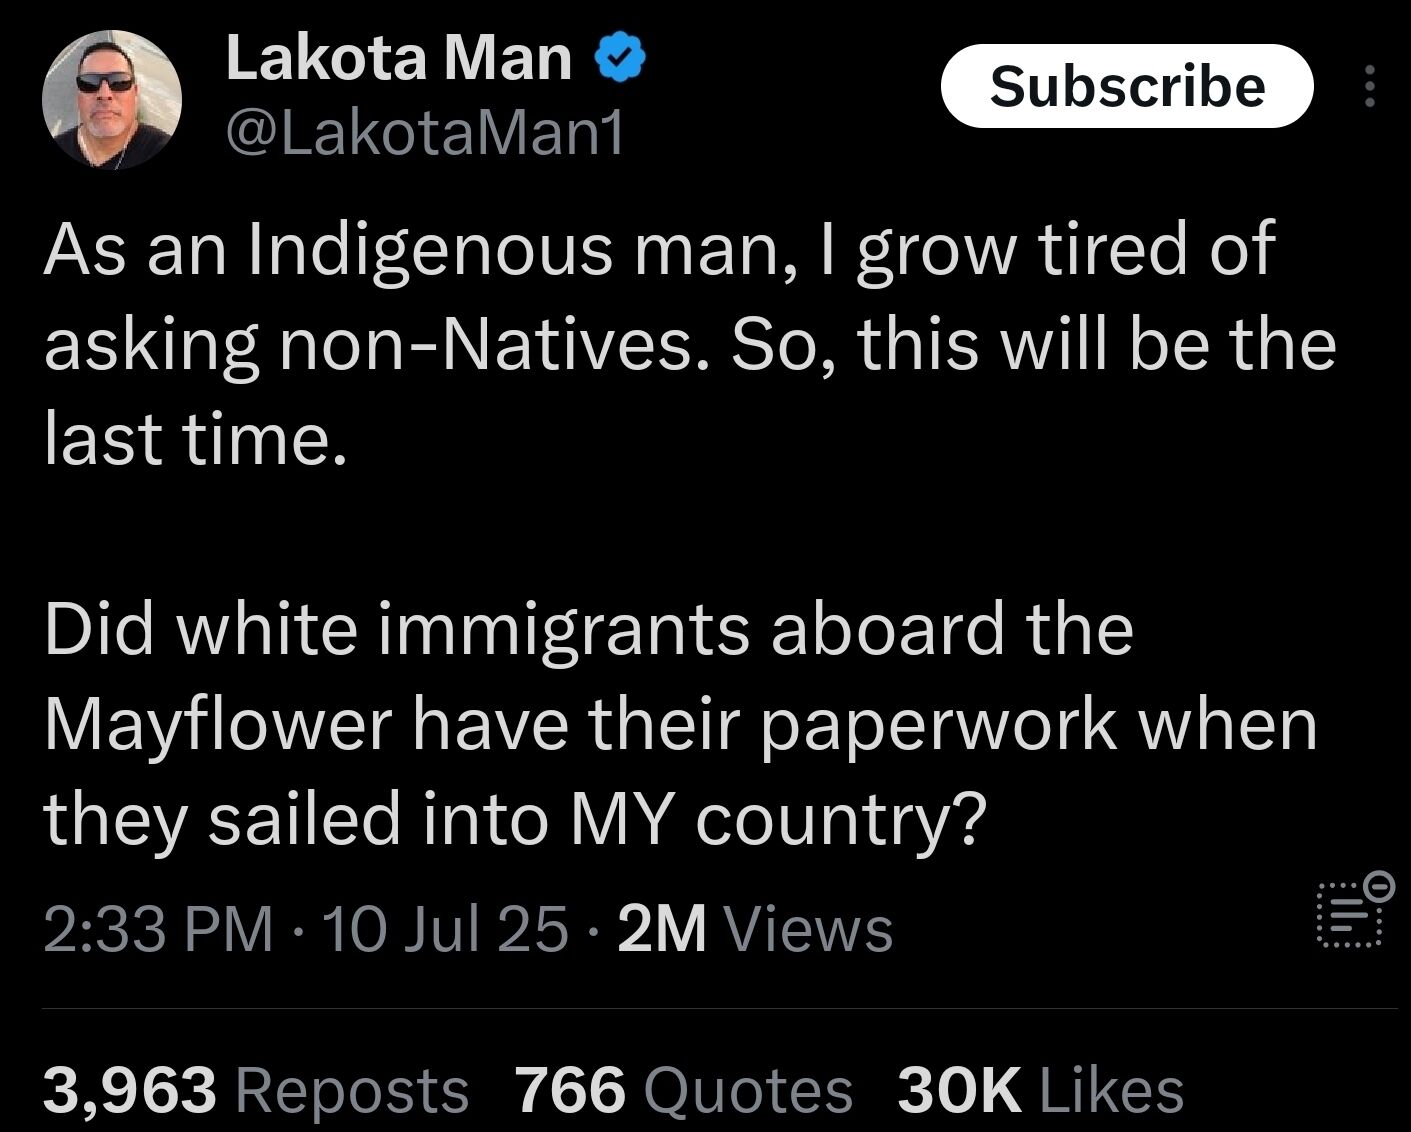 Lakota Man
Subscribe
@LakotaMan1
As an Indigenous man, I grow tired of
asking non-Natives. So, this will be the
last time.
Did white immigrants aboard the
Mayflower have their paperwork when
they sailed into MY country?
2:33 PM · 10 Jul 25 · 2M Views
3,963 Reposts 766 Quotes 30K Likes